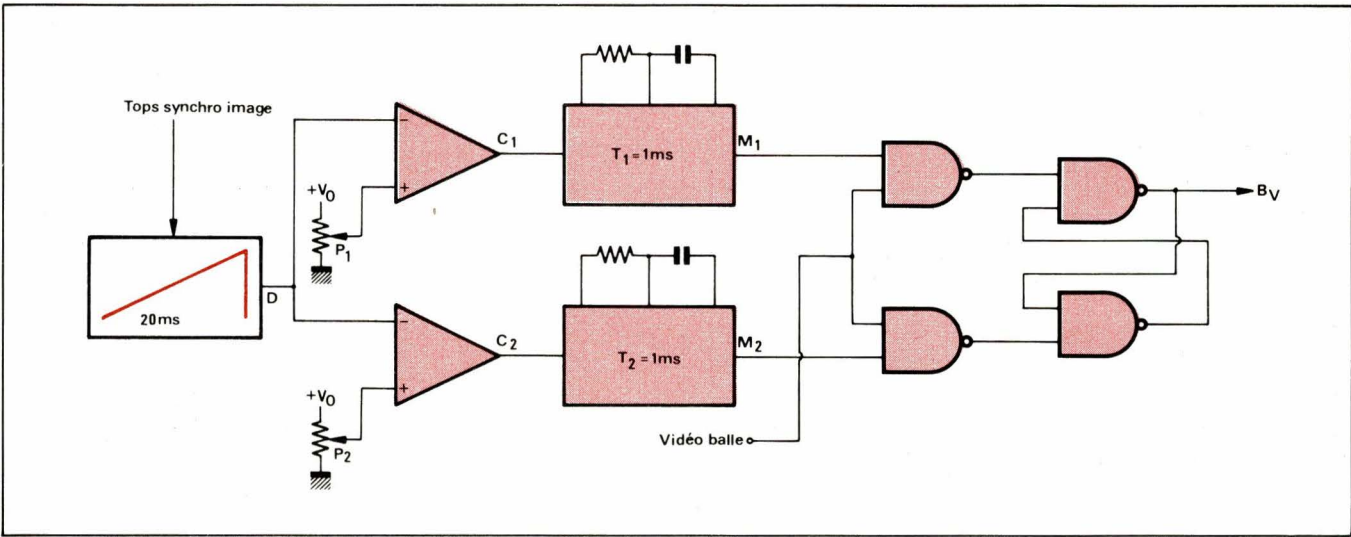 Tops synchro image
20ms
D
+V0
P1
C1
T1 = 1ms
M1
BV
+V0
P2
C2
T2 = 1ms
M2
Vidéo balle
-
+
-
+